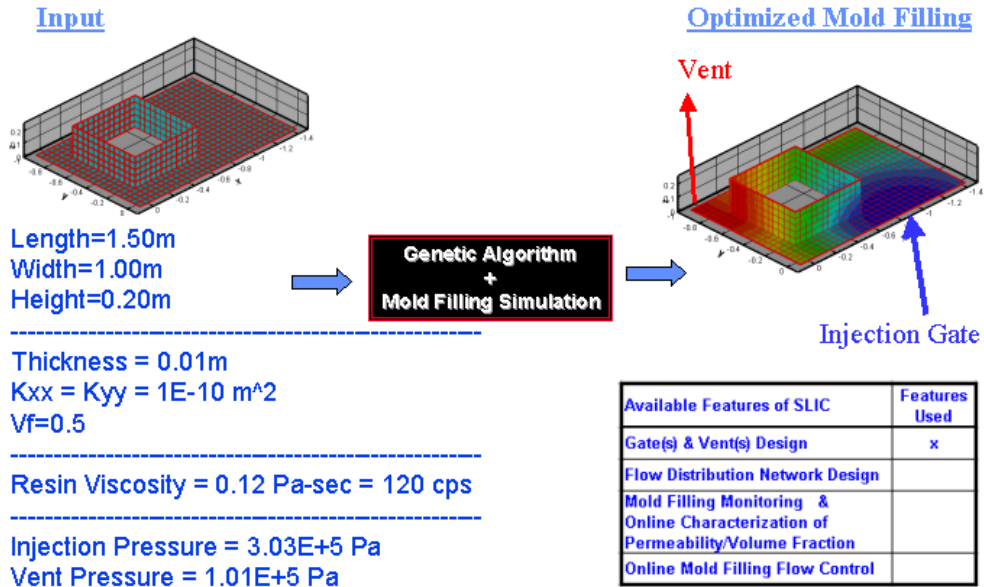 Input
Optimized Mold Filling
Vent
Length=1.50m
Width=1.00m
Height=0.20m
Genetic Algorithm
+
Mold Filling Simulation
Injection Gate
------------------------------------------------------
Thickness = 0.01m
Kxx = Kyy = 1E-10 m^2
Vf=0.5
------------------------------------------------------
Resin Viscosity = 0.12 Pa-sec = 120 cps
------------------------------------------------------
Injection Pressure = 3.03E+5 Pa
Vent Pressure = 1.01E+5 Pa
Available Features of SLIC
Features
Used
Gate(s) & Vent(s) Design
x
Flow Distribution Network Design
Mold Filling Monitoring &
Online Characterization of
Permeability/Volume Fraction
Online Mold Filling Flow Control